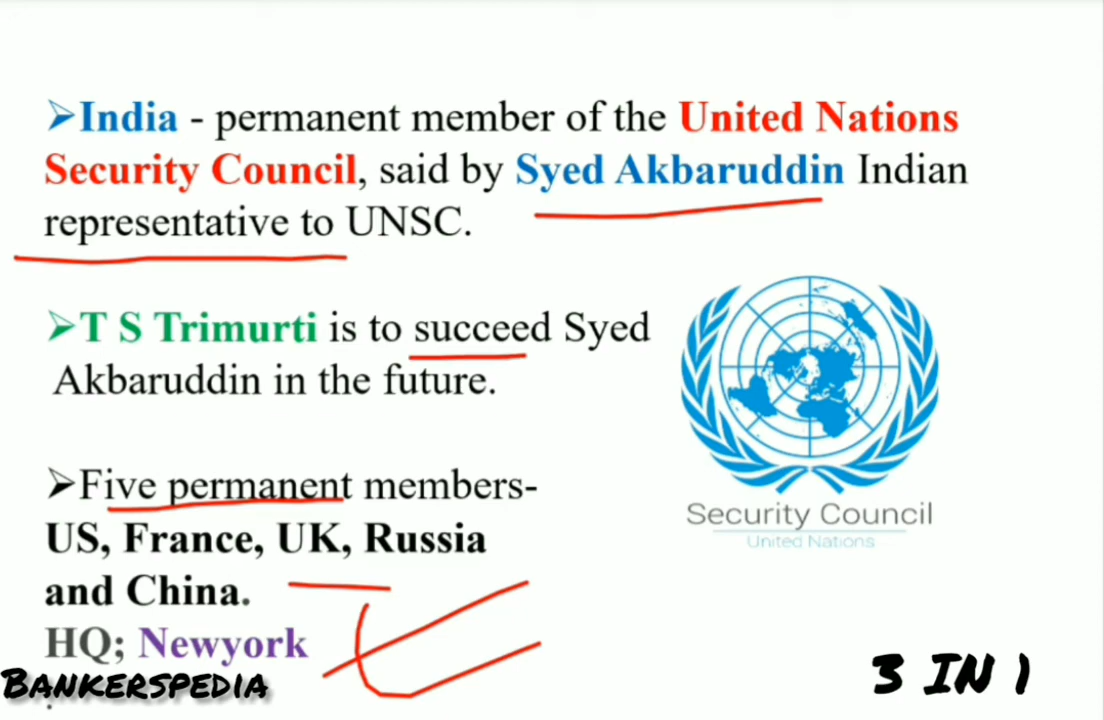 ➢India - permanent member of the United Nations
Security Council, said by Syed Akbaruddin Indian
representative to UNSC.
➢T S Trimurti is to succeed Syed
Akbaruddin in the future.
➢Five permanent members-
US, France, UK, Russia
and China.
HQ; Newyork
Security Council
United Nations
BANKERSPEDIA
3 IN 1